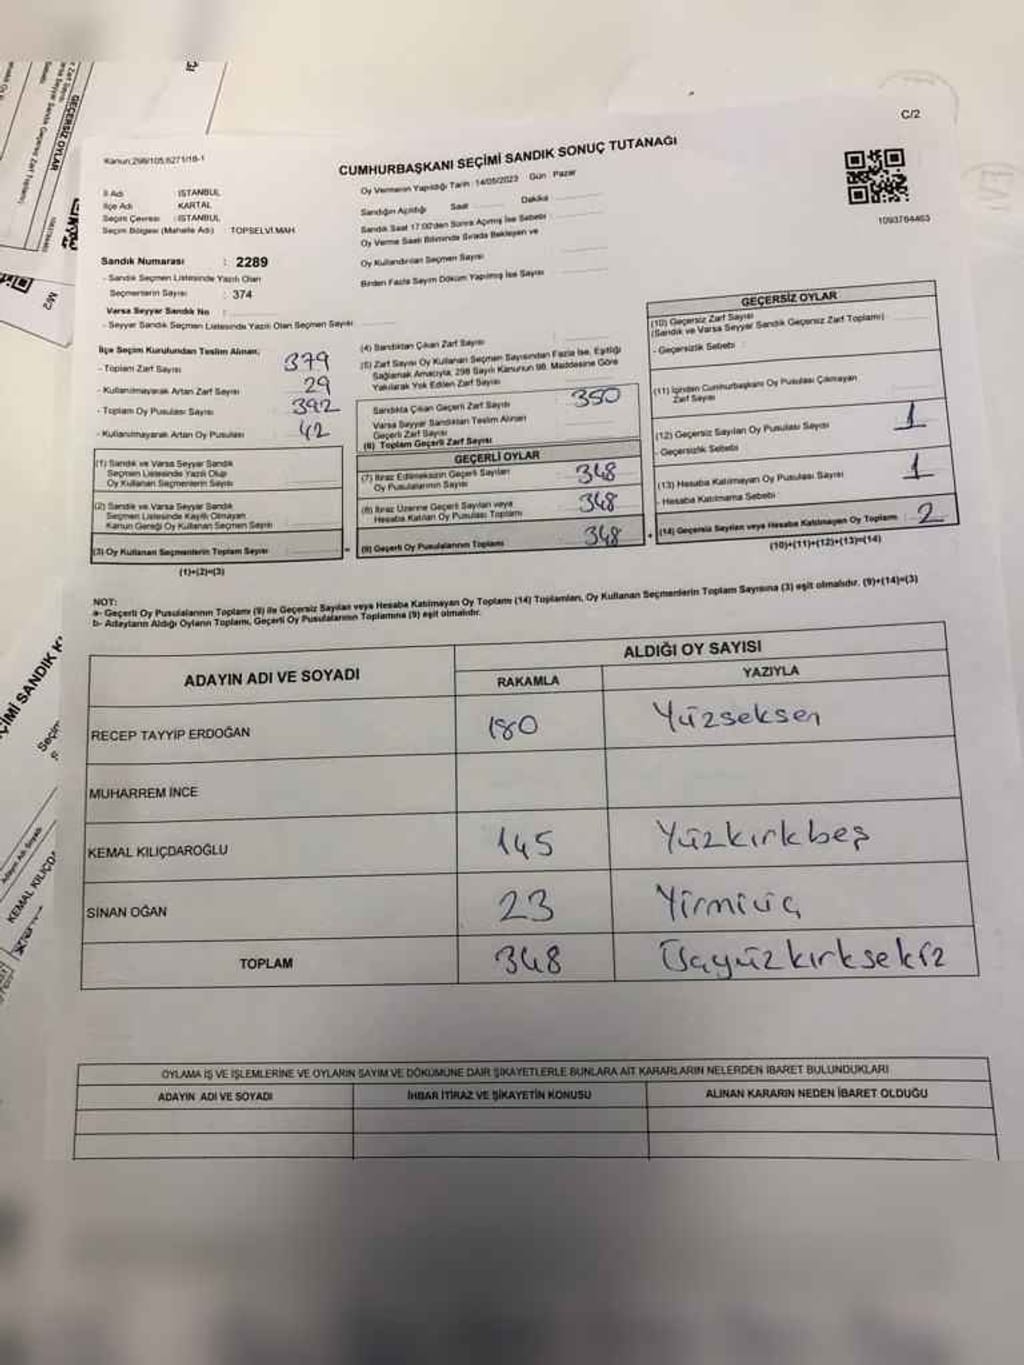 C/2
Kanun:298/105;6271/18-1
CUMHURBAŞKANI SEÇİMİ SANDIK SONUÇ TUTANAĞI
Oy Vermenin Yapıldığı Tarih : 14/05/2023 Gün : Pazar
İl Adı : İSTANBUL
İlçe Adı : KARTAL
Seçim Çevresi : İSTANBUL
Seçim Bölgesi (Mahalle Adı) : TOPSELVİ MAH.
Sandık Numarası : 2289
- Sandık Seçmen Listesinde Yazılı Olan
Seçmenlerin Sayısı : 374
Varsa Seyyar Sandık No :
- Seyyar Sandık Seçmen Listesinde Yazılı Olan Seçmen Sayısı
Sandığın Açıldığı Saat Dakika
Sandık Saat 17:00'den Sonra Açılmış İse Sebebi
Oy Verme Saati Bitiminde Sırada Bekleyen ve
Oy Kullandırılan Seçmen Sayısı
Birden Fazla Sayım Döküm Yapılmış İse Sayısı
1093764463
İlçe Seçim Kurulundan Teslim Alınan;
- Toplam Zarf Sayısı 379
- Kullanılmayarak Artan Zarf Sayısı 29
- Toplam Oy Pusulası Sayısı 392
- Kullanılmayarak Artan Oy Pusulası 42
(1) Sandık ve Varsa Seyyar Sandık
Seçmen Listesinde Yazılı Olup
Oy Kullanan Seçmenlerin Sayısı
(2) Sandık ve Varsa Seyyar Sandık
Seçmen Listesinde Kayıtlı Olmayan
Kanun Gereği Oy Kullanan Seçmen Sayısı
(3) Oy Kullanan Seçmenlerin Toplam Sayısı
(1)+(2)=(3)
(4) Sandıktan Çıkan Zarf Sayısı
(5) Zarf Sayısı Oy Kullanan Seçmen Sayısından Fazla İse, Eşitliği
Sağlamak Amacıyla, 298 Sayılı Kanunun 98. Maddesine Göre
Yakılarak Yok Edilen Zarf Sayısı
Sandıkta Çıkan Geçerli Zarf Sayısı 350
Varsa Seyyar Sandıktan Teslim Alınan
Geçerli Zarf Sayısı
(6) Toplam Geçerli Zarf Sayısı
GEÇERLİ OYLAR
(7) İtiraz Edilmeksizin Geçerli Sayılan
Oy Pusulalarının Sayısı 348
(8) İtiraz Üzerine Geçerli Sayılan veya
Hesaba Katılan Oy Pusulası Toplamı 348
(9) Geçerli Oy Pusulalarının Toplamı 348
GEÇERSİZ OYLAR
(10) Geçersiz Zarf Sayısı
(Sandık ve Varsa Seyyar Sandık Geçersiz Zarf Toplamı)
- Geçersizlik Sebebi :
(11) İçinden Cumhurbaşkanı Oy Pusulası Çıkmayan
Zarf Sayısı
(12) Geçersiz Sayılan Oy Pusulası Sayısı 1
- Geçersizlik Sebebi :
(13) Hesaba Katılmayan Oy Pusulası Sayısı 1
- Hesaba Katılmama Sebebi :
(14) Geçersiz Sayılan veya Hesaba Katılmayan Oy Toplamı 2
(10)+(11)+(12)+(13)=(14)
NOT:
a- Geçerli Oy Pusulalarının Toplamı (9) ile Geçersiz Sayılan veya Hesaba Katılmayan Oy Toplamı (14) Toplamları, Oy Kullanan Seçmenlerin Toplam Sayısına (3) eşit olmalıdır. (9)+(14)=(3)
b- Adayların Aldığı Oyların Toplamı, Geçerli Oy Pusulalarının Toplamına (9) eşit olmalıdır.
ADAYIN ADI VE SOYADI
ALDIĞI OY SAYISI
RAKAMLA YAZIYLA
RECEP TAYYİP ERDOĞAN 180 Yüzseksen
MUHARREM İNCE
KEMAL KILIÇDAROĞLU 145 Yüzkırkbeş
SİNAN OĞAN 23 Yirmiüç
TOPLAM 348 Üçyüzkırksekiz
OYLAMA İŞ VE İŞLEMLERİNE VE OYLARIN SAYIM VE DÖKÜMÜNE DAİR ŞİKAYETLERLE BUNLARA AİT KARARLARIN NELERDEN İBARET BULUNDUKLARI
ADAYIN ADI VE SOYADI İHBAR İTİRAZ VE ŞİKAYETİN KONUSU ALINAN KARARIN NEDEN İBARET OLDUĞU
GEÇERSİZ OYLAR
M/2
KEMAL KILIÇD